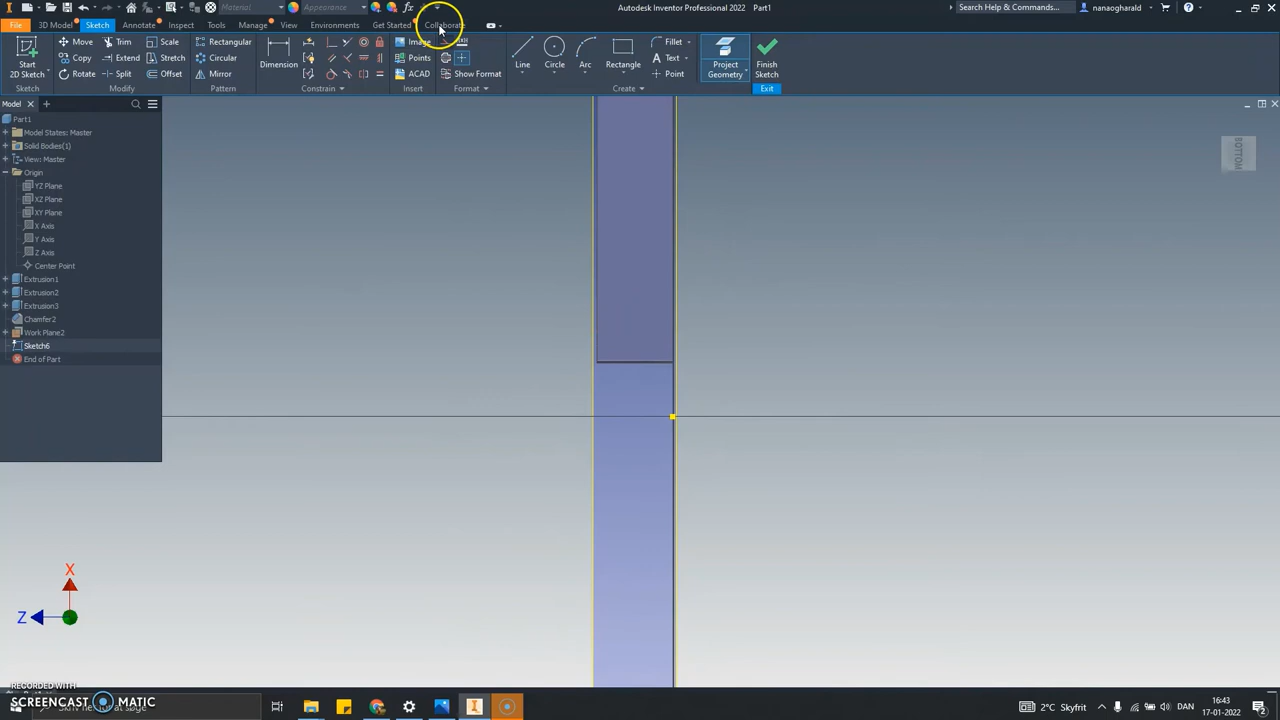 Material
Appearance
Autodesk Inventor Professional 2022 Part1
Search Help & Commands...
nanaogharald
File
3D Model
Sketch
Annotate
Inspect
Tools
Manage
View
Environments
Get Started
Collaborate
Start
2D Sketch
Sketch
Move
Copy
Rotate
Trim
Extend
Split
Scale
Stretch
Offset
Modify
Rectangular
Circular
Mirror
Pattern
Dimension
Constrain
Image
Points
ACAD
Insert
Show Format
Format
Line
Circle
Arc
Rectangle
Fillet
Text
Point
Create
Project
Geometry
Finish
Sketch
Exit
Model
Part1
Model States: Master
Solid Bodies(1)
View: Master
Origin
YZ Plane
XZ Plane
XY Plane
X Axis
Y Axis
Z Axis
Center Point
Extrusion1
Extrusion2
Extrusion3
Chamfer2
Work Plane2
Sketch6
End of Part
BOTTOM
X
Z
RECORDED WITH
SCREENCAST MATIC
2°C Skyfrit
DAN
16:43
17-01-2022
2